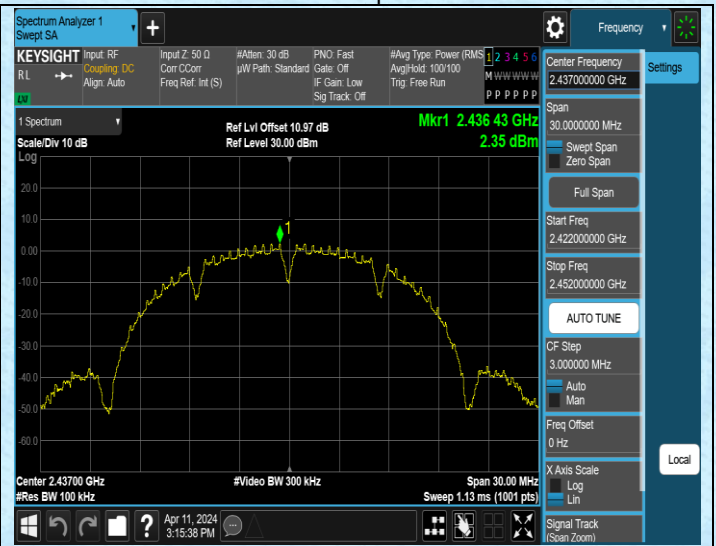 Spectrum Analyzer 1
Swept SA
+
Frequency
KEYSIGHT
RL
LXI
Input: RF
Coupling: DC
Align: Auto
Input Z: 50 Ω
Corr CCorr
Freq Ref: Int (S)
#Atten: 30 dB
µW Path: Standard
PNO: Fast
Gate: Off
IF Gain: Low
Sig Track: Off
#Avg Type: Power (RMS
Avg|Hold: 100/100
Trig: Free Run
1 2 3 4 5 6
M W W W W W
P P P P P P
1 Spectrum
Scale/Div 10 dB
Log
Ref Lvl Offset 10.97 dB
Ref Level 30.00 dBm
Mkr1 2.436 43 GHz
2.35 dBm
20.0
10.0
1
0.00
-10.0
-20.0
-30.0
-40.0
-50.0
-60.0
Center 2.43700 GHz
#Res BW 100 kHz
#Video BW 300 kHz
Span 30.00 MHz
Sweep 1.13 ms (1001 pts)
Center Frequency
2.437000000 GHz
Settings
Span
30.0000000 MHz
Swept Span
Zero Span
Full Span
Start Freq
2.422000000 GHz
Stop Freq
2.452000000 GHz
AUTO TUNE
CF Step
3.000000 MHz
Auto
Man
Freq Offset
0 Hz
X Axis Scale
Log
Lin
Signal Track
(Span Zoom)
Local
?
Apr 11, 2024
3:15:38 PM